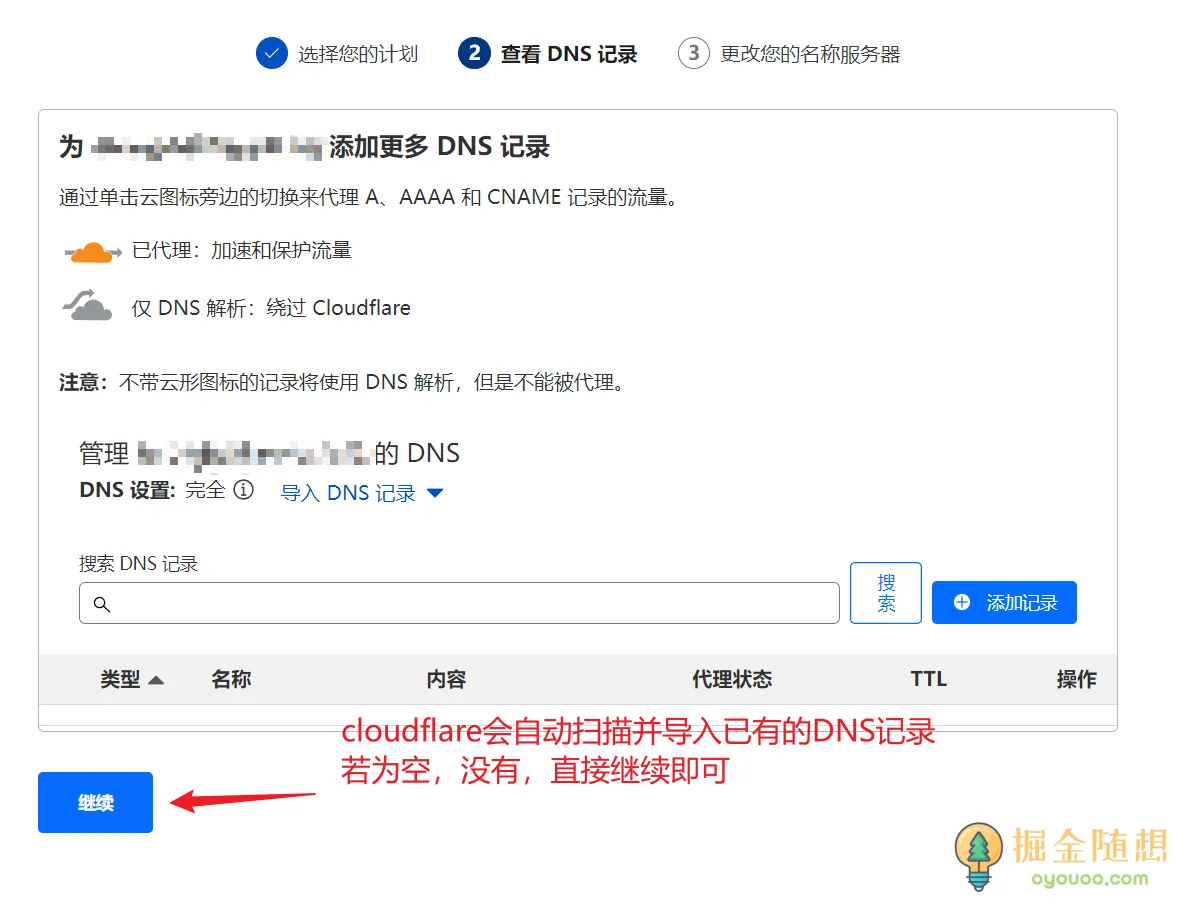 选择您的计划
2 查看 DNS 记录
3 更改您的名称服务器
为 添加更多 DNS 记录
通过单击云图标旁边的切换来代理 A、AAAA 和 CNAME 记录的流量。
已代理：加速和保护流量
仅 DNS 解析：绕过 Cloudflare
注意：不带云形图标的记录将使用 DNS 解析，但是不能被代理。
管理 的 DNS
DNS 设置: 完全 导入 DNS 记录
搜索 DNS 记录
搜索
添加记录
类型 名称 内容 代理状态 TTL 操作
cloudflare会自动扫描并导入已有的DNS记录
若为空，没有，直接继续即可
继续
掘金随想
oyouoo.com